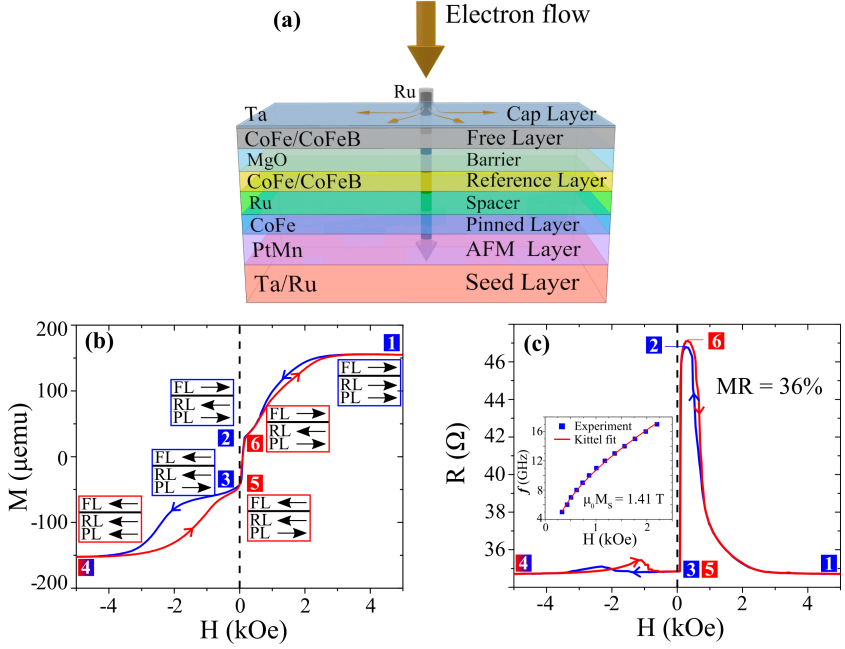 (a)
Electron flow
Ru
Ta Cap Layer
CoFe/CoFeB Free Layer
MgO Barrier
CoFe/CoFeB Reference Layer
Ru Spacer
CoFe Pinned Layer
PtMn AFM Layer
Ta/Ru Seed Layer
(b)
M (μemu)
200
150
100
50
0
-50
-100
-150
-200
-4 -2 0 2 4
H (kOe)
1
FL
RL
PL
FL
RL
PL
2
FL
RL
PL
6
FL
RL
PL
3
5
FL
RL
PL
FL
RL
PL
4
(c)
R (Ω)
46
44
42
40
38
36
-4 -2 0 2 4
H (kOe)
2
6
MR = 36%
Experiment
Kittel fit
f (GHz)
16
12
8
4
0 1 2
H (kOe)
μ₀Mₛ = 1.41 T
4
3
5
1